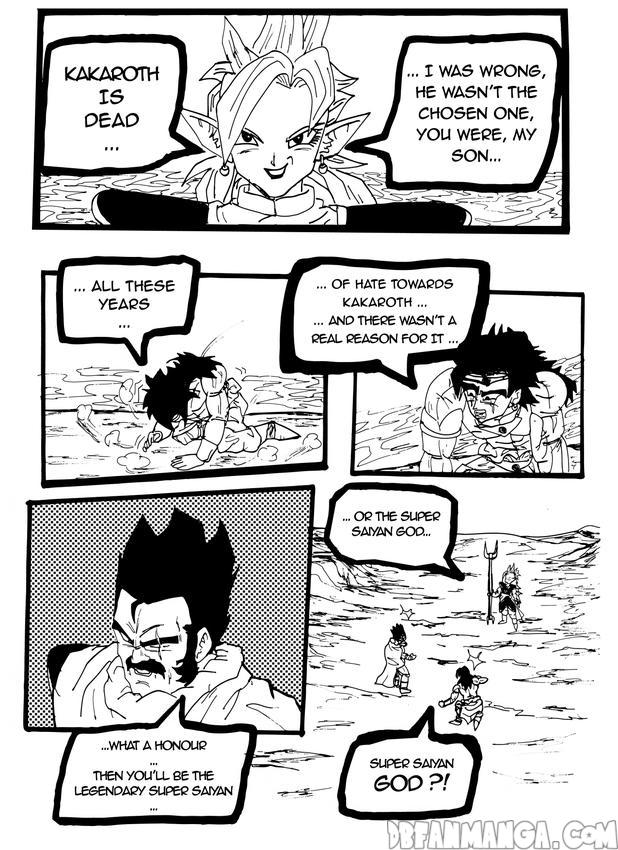 KAKAROTH
IS
DEAD
...
... I WAS WRONG,
HE WASN'T THE
CHOSEN ONE,
YOU WERE, MY
SON...
... ALL THESE
YEARS
...
... OF HATE TOWARDS
KAKAROTH ...
... AND THERE WASN'T A
REAL REASON FOR IT ...
...WHAT A HONOUR
...
THEN YOU'LL BE THE
LEGENDARY SUPER SAIYAN
...
... OR THE SUPER
SAIYAN GOD...
SUPER SAIYAN
GOD ?!
DBFANMANGA.COM